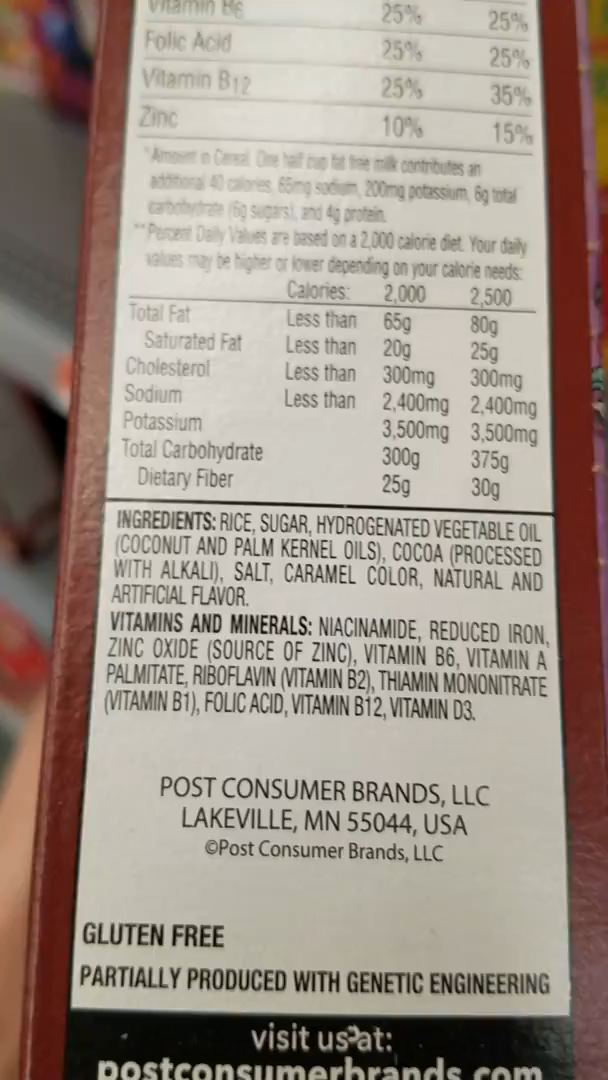 Vitamin B6 25% 25%
Folic Acid 25% 25%
Vitamin B12 25% 35%
Zinc 10% 15%
*Amount in Cereal. One half cup fat free milk contributes an
additional 40 calories, 65mg sodium, 200mg potassium, 6g total
carbohydrate (6g sugars), and 4g protein.
**Percent Daily Values are based on a 2,000 calorie diet. Your daily
values may be higher or lower depending on your calorie needs:
Calories: 2,000 2,500
Total Fat Less than 65g 80g
Saturated Fat Less than 20g 25g
Cholesterol Less than 300mg 300mg
Sodium Less than 2,400mg 2,400mg
Potassium 3,500mg 3,500mg
Total Carbohydrate 300g 375g
Dietary Fiber 25g 30g
INGREDIENTS: RICE, SUGAR, HYDROGENATED VEGETABLE OIL
(COCONUT AND PALM KERNEL OILS), COCOA (PROCESSED
WITH ALKALI), SALT, CARAMEL COLOR, NATURAL AND
ARTIFICIAL FLAVOR.
VITAMINS AND MINERALS: NIACINAMIDE, REDUCED IRON,
ZINC OXIDE (SOURCE OF ZINC), VITAMIN B6, VITAMIN A
PALMITATE, RIBOFLAVIN (VITAMIN B2), THIAMIN MONONITRATE
(VITAMIN B1), FOLIC ACID, VITAMIN B12, VITAMIN D3.
POST CONSUMER BRANDS, LLC
LAKEVILLE, MN 55044, USA
©Post Consumer Brands, LLC
GLUTEN FREE
PARTIALLY PRODUCED WITH GENETIC ENGINEERING
visit us at:
postconsumerbrands.com